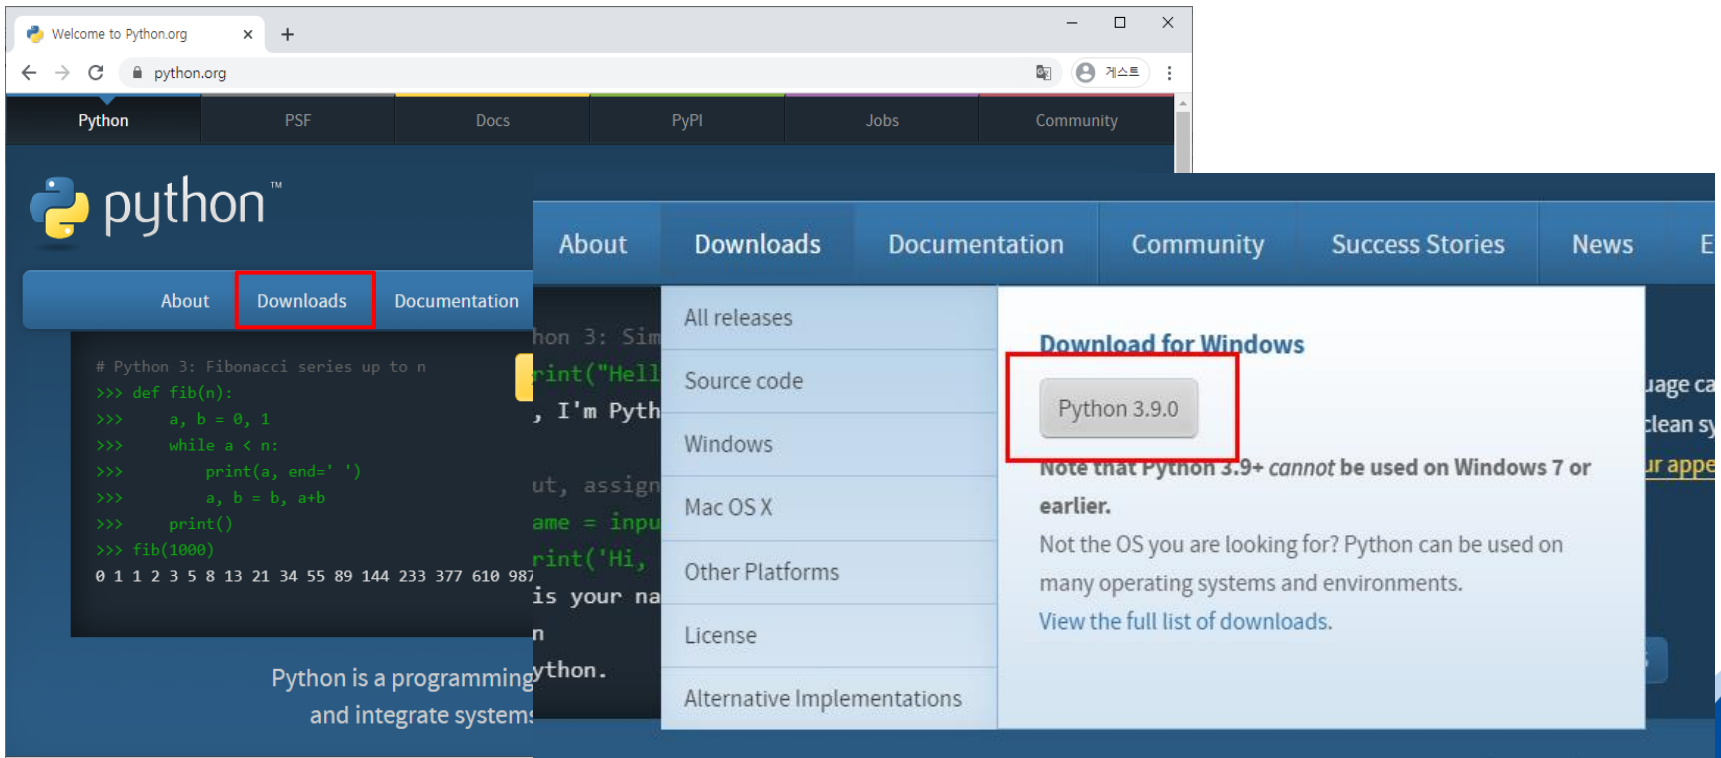 Welcome to Python.org
python.org
게스트
Python PSF Docs PyPI Jobs Community
python™
About Downloads Documentation
# Python 3: Fibonacci series up to n
>>> def fib(n):
>>> a, b = 0, 1
>>> while a < n:
>>> print(a, end=' ')
>>> a, b = b, a+b
>>> print()
>>> fib(1000)
0 1 1 2 3 5 8 13 21 34 55 89 144 233 377 610 987
Python is a programming
and integrate systems
About Downloads Documentation Community Success Stories News E
hon 3: Sim
rint("Hell
, I'm Pyth
ut, assign
ame = inpu
rint('Hi,
is your na
n
ython.
All releases
Source code
Windows
Mac OS X
Other Platforms
License
Alternative Implementations
Download for Windows
Python 3.9.0
Note that Python 3.9+ cannot be used on Windows 7 or
earlier.
Not the OS you are looking for? Python can be used on
many operating systems and environments.
View the full list of downloads.
uage ca
clean sy
ur appe